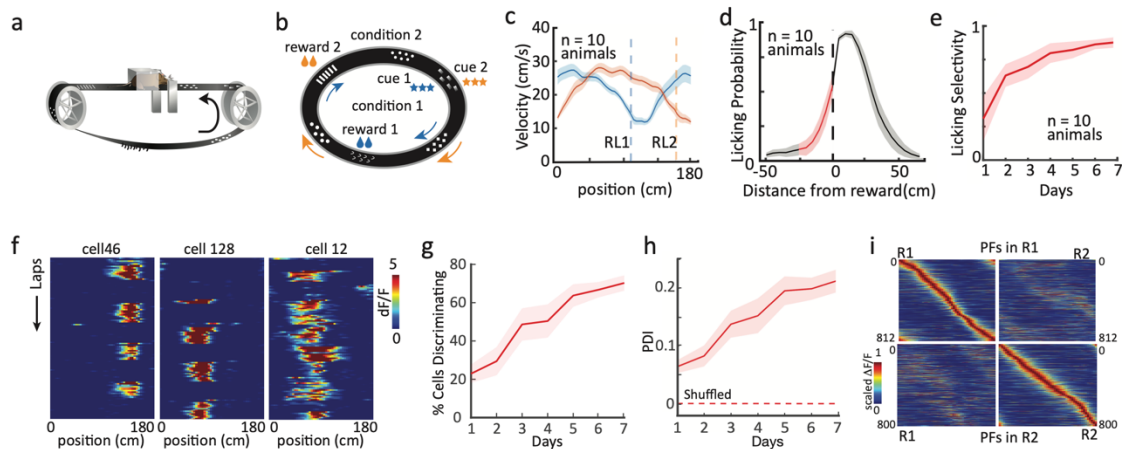 a
b
condition 2
reward 2
cue 2
cue 1
condition 1
reward 1
c
n = 10
animals
Velocity (cm/s)
40
30
20
10
0
RL1
RL2
0
180
position (cm)
d
n = 10
animals
Licking Probability
1
0
-50
0
50
Distance from reward(cm)
e
Licking Selectivity
1
0
n = 10
animals
1 2 3 4 5 6 7
Days
f
cell46
cell 128
cell 12
Laps
5
dF/F
0
0
180
0
180
0
180
position (cm)
position (cm)
position (cm)
g
% Cells Discriminating
80
60
40
20
0
1 2 3 4 5 6 7
Days
h
PDI
0.2
0.1
0
Shuffled
1 2 3 4 5 6 7
Days
i
PFs in R1
R1
R2
0
0
812
812
1
scaled ΔF/F
0
0
0
800
800
R1
PFs in R2
R2